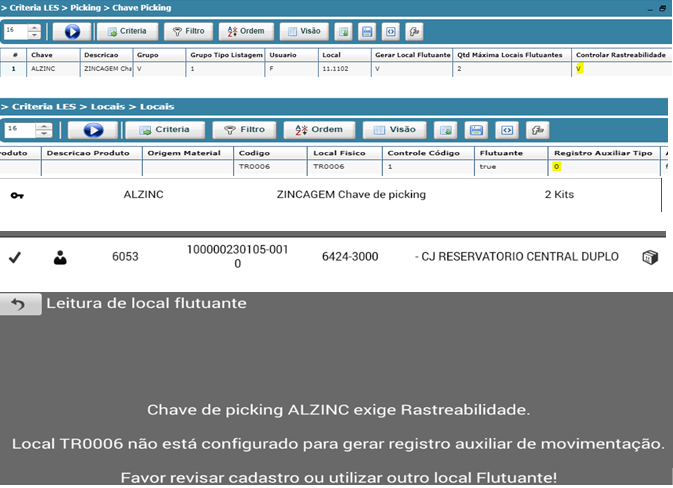 > Criteria LES > Picking > Chave Picking
16 Criteria Filtro Ordem Visão
# Chave Descricao Grupo Grupo Tipo Listagem Usuario Local Gerar Local Flutuante Qtd Máxima Locais Flutuantes Controlar Rastreabilidade
1 ALZINC ZINCAGEM Cha V 1 F 11.1102 V 2 V
> Criteria LES > Locais > Locais
16 Criteria Filtro Ordem Visão
roduto Descricao Produto Origem Material Codigo Local Fisico Controle Código Flutuante Registro Auxiliar Tipo
TR0006 TR0006 1 true 0
ALZINC ZINCAGEM Chave de picking 2 Kits
6053 100000230105-001 6424-3000 - CJ RESERVATORIO CENTRAL DUPLO
0
Leitura de local flutuante
Chave de picking ALZINC exige Rastreabilidade.
Local TR0006 não está configurado para gerar registro auxiliar de movimentação.
Favor revisar cadastro ou utilizar outro local Flutuante!